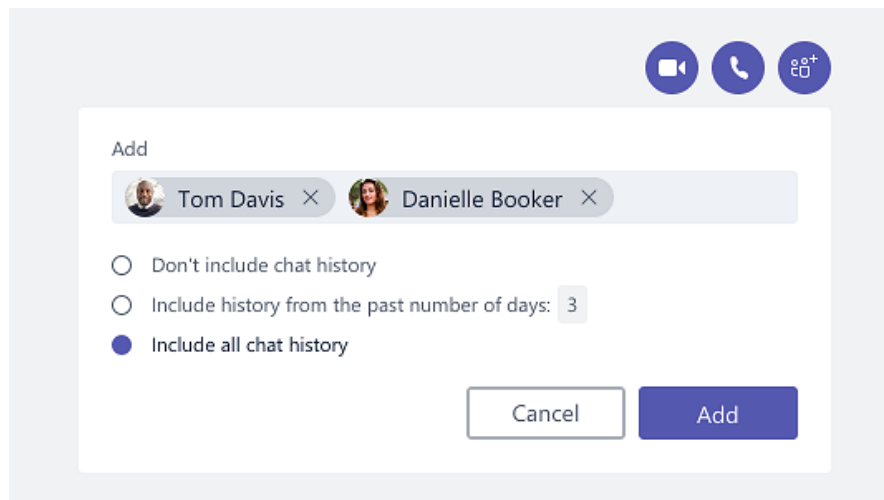 Add
Tom Davis Danielle Booker
Don't include chat history
Include history from the past number of days: 3
Include all chat history
Cancel Add